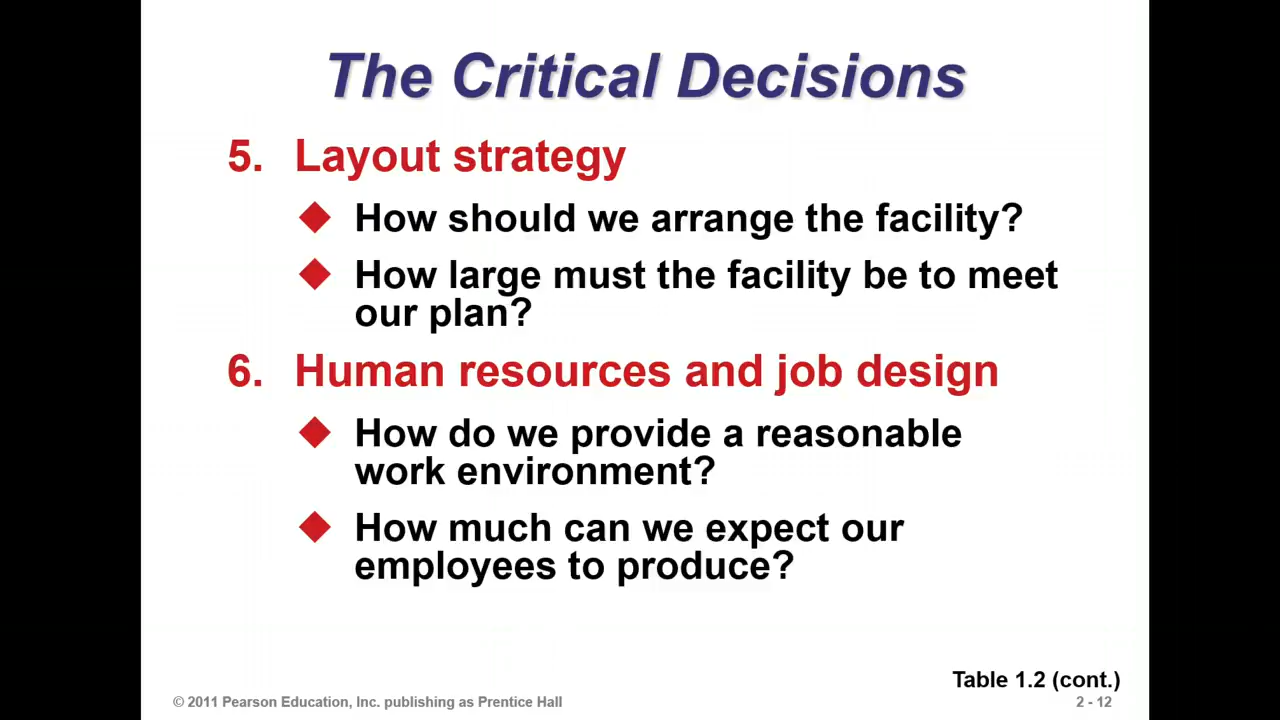 The Critical Decisions
5. Layout strategy
How should we arrange the facility?
How large must the facility be to meet
our plan?
6. Human resources and job design
How do we provide a reasonable
work environment?
How much can we expect our
employees to produce?
Table 1.2 (cont.)
© 2011 Pearson Education, Inc. publishing as Prentice Hall
2 - 12